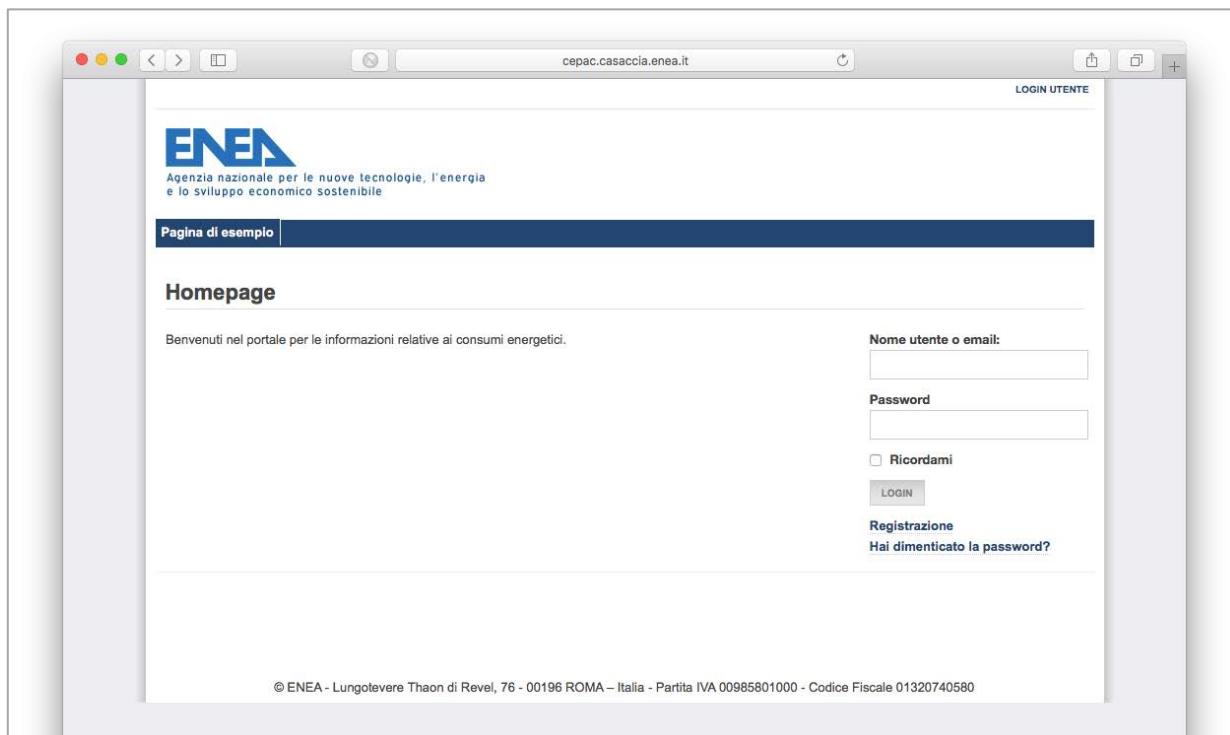 cepac.casaccia.enea.it
LOGIN UTENTE
ENEA
Agenzia nazionale per le nuove tecnologie, l'energia
e lo sviluppo economico sostenibile
Pagina di esempio
Homepage
Benvenuti nel portale per le informazioni relative ai consumi energetici.
Nome utente o email:
Password
Ricordami
LOGIN
Registrazione
Hai dimenticato la password?
© ENEA - Lungotevere Thaon di Revel, 76 - 00196 ROMA – Italia - Partita IVA 00985801000 - Codice Fiscale 01320740580